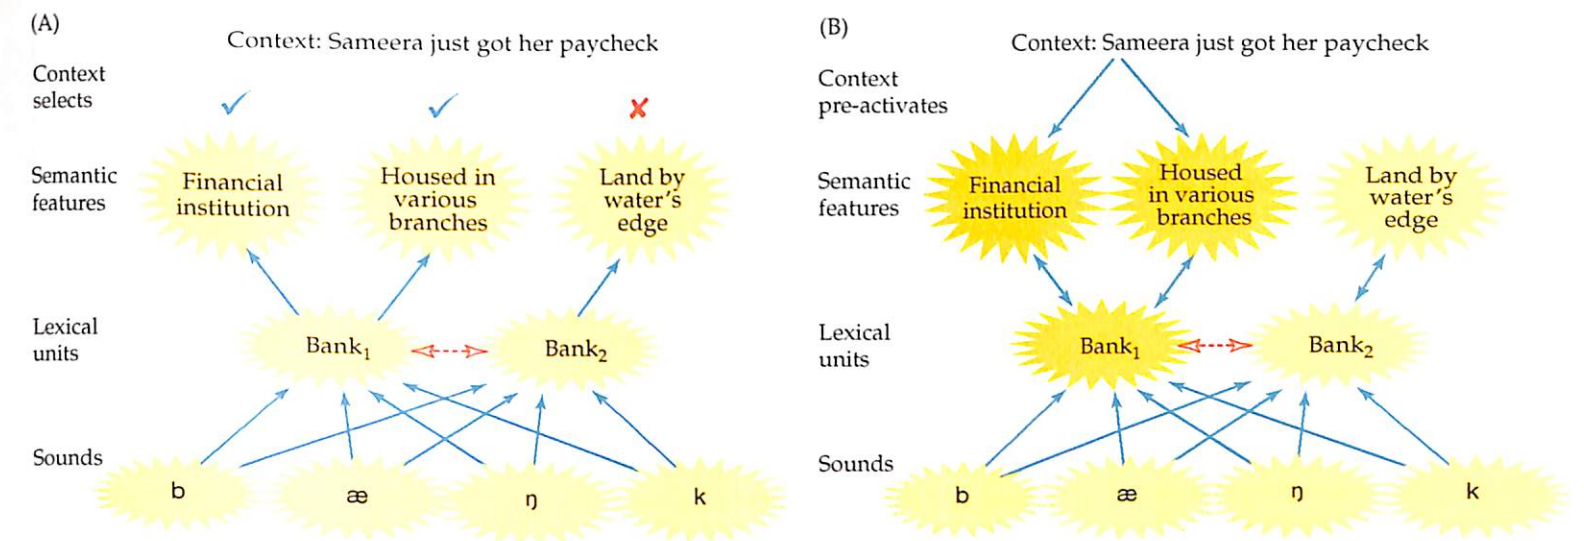 (A)
Context: Sameera just got her paycheck
Context
selects
Semantic
features
Financial
institution
Housed in
various
branches
Land by
water's
edge
Lexical
units
Bank₁
Bank₂
Sounds
b
æ
ŋ
k
(B)
Context: Sameera just got her paycheck
Context
pre-activates
Semantic
features
Financial
institution
Housed
in various
branches
Land by
water's
edge
Lexical
units
Bank₁
Bank₂
Sounds
b
æ
ŋ
k